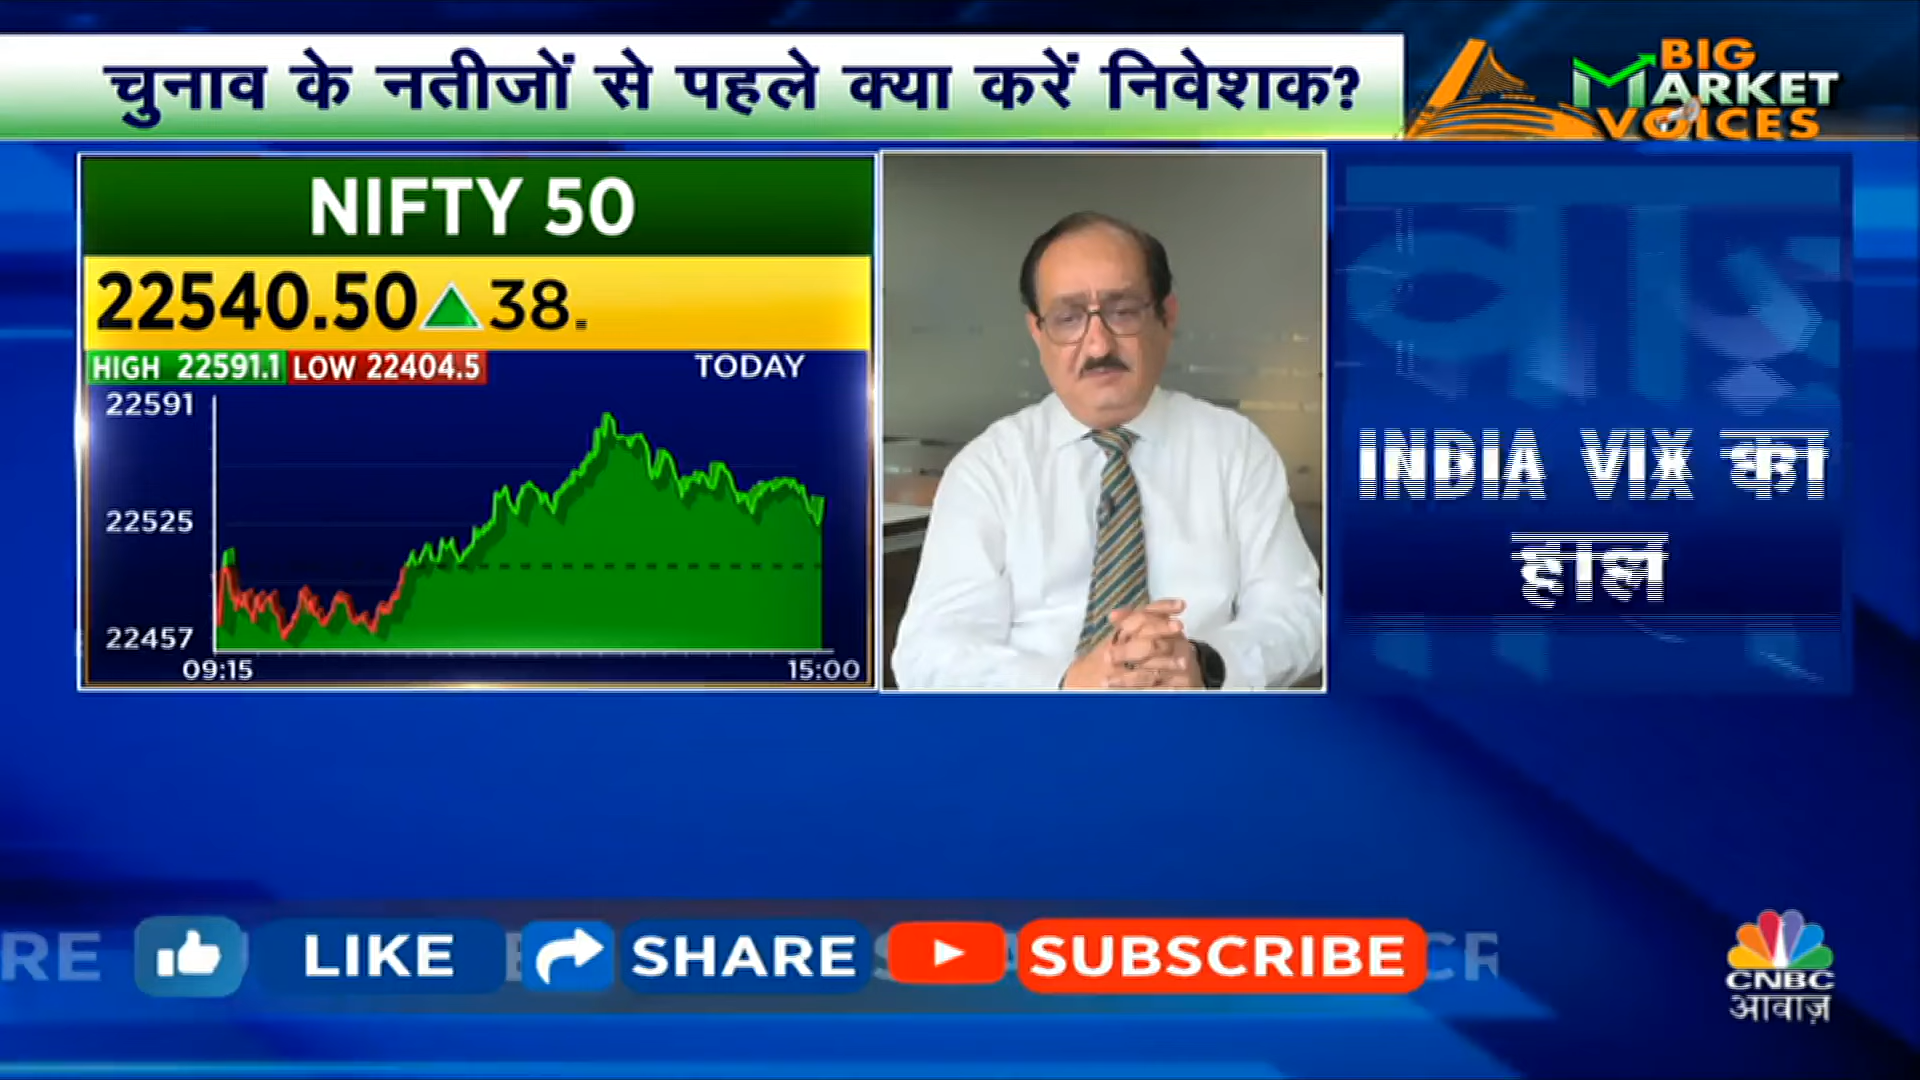 चुनाव के नतीजों से पहले क्या करें निवेशक?
BIG
MARKET
VOICES
NIFTY 50
22540.50 38.
HIGH 22591.1 LOW 22404.5 TODAY
22591
22525
22457
09:15 15:00
INDIA VIX का
हाल
LIKE SHARE SUBSCRIBE
CNBC
आवाज़